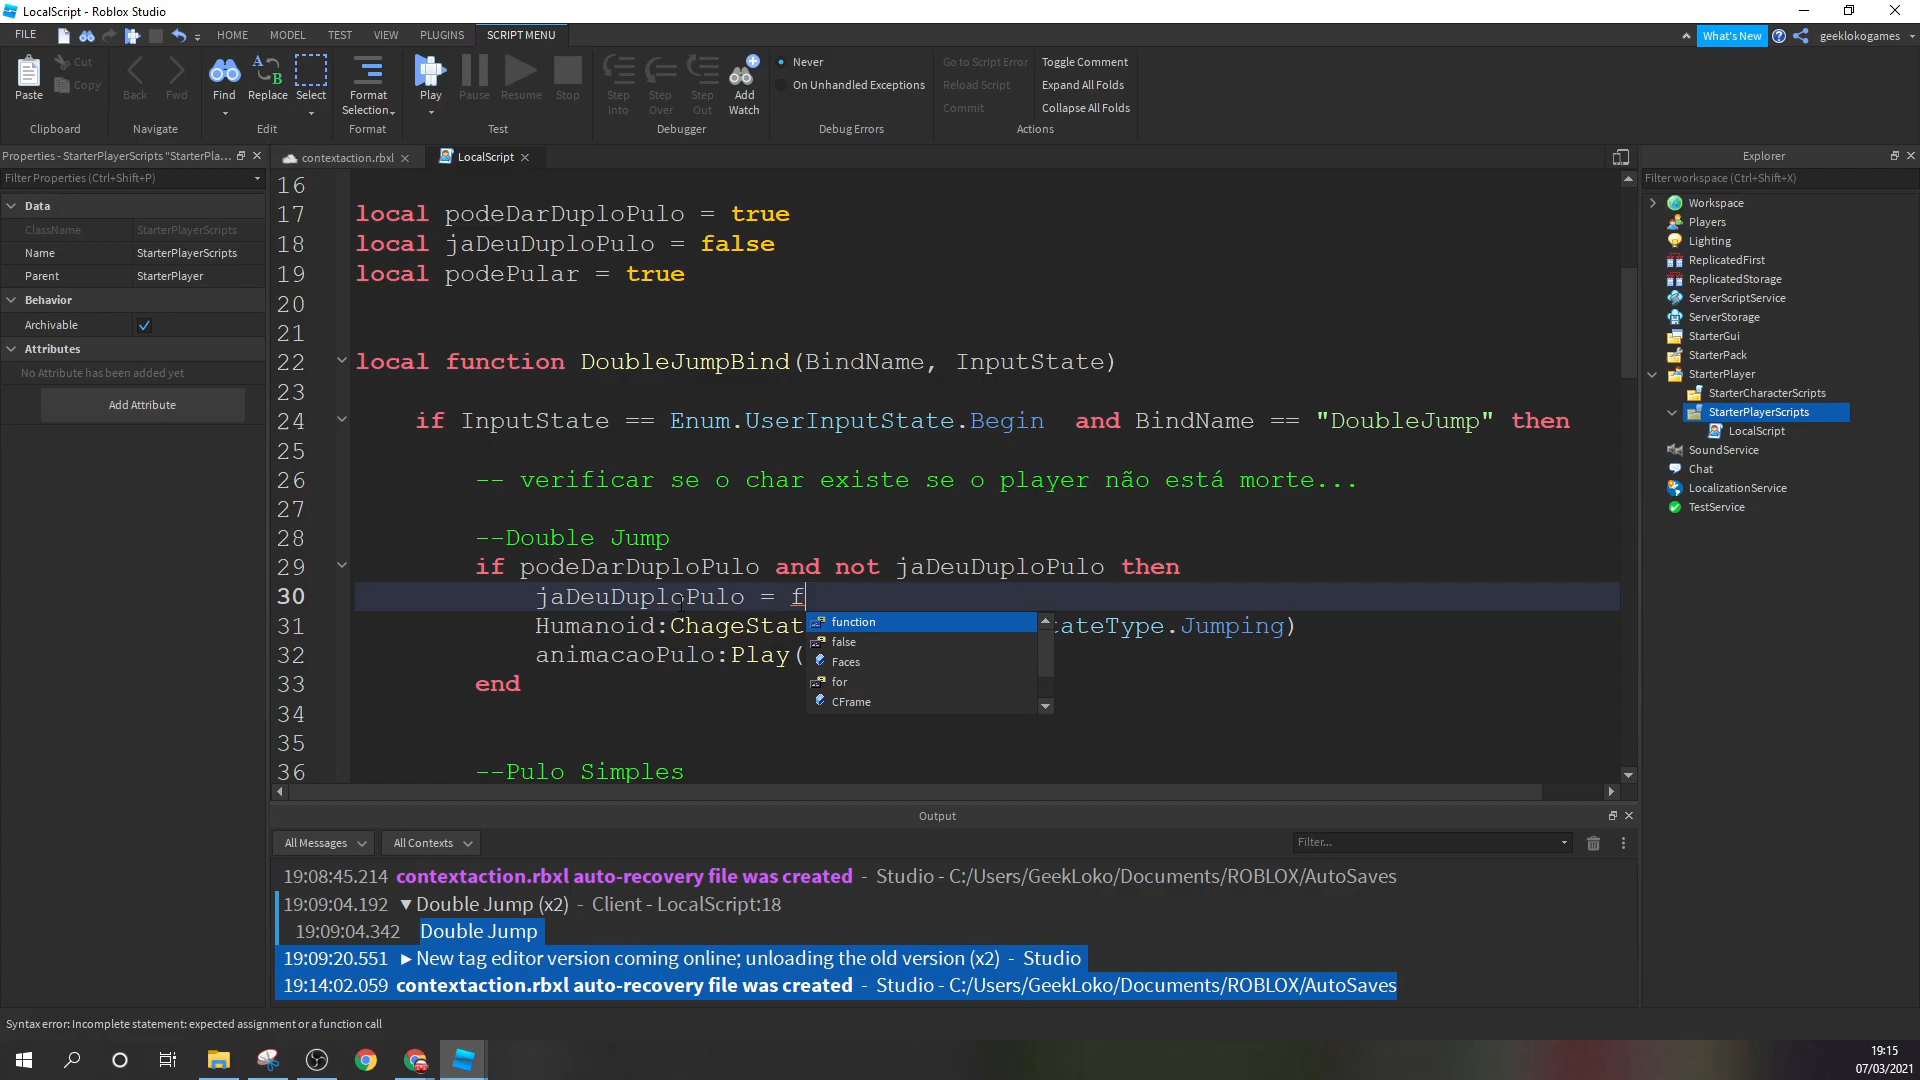 LocalScript - Roblox Studio
FILE
HOME
MODEL
TEST
VIEW
PLUGINS
SCRIPT MENU
What's New
geeklokogames
Paste
Cut
Copy
Clipboard
Back
Fwd
Navigate
Find
Replace
Select
Edit
Format
Selection
Format
Play
Pause
Resume
Stop
Test
Step
Into
Step
Over
Step
Out
Add
Watch
Debugger
Never
On Unhandled Exceptions
Debug Errors
Go to Script Error
Reload Script
Commit
Toggle Comment
Expand All Folds
Collapse All Folds
Actions
Properties - StarterPlayerScripts "StarterPla...
Filter Properties (Ctrl+Shift+P)
Data
ClassName StarterPlayerScripts
Name StarterPlayerScripts
Parent StarterPlayer
Behavior
Archivable
Attributes
No Attribute has been added yet
Add Attribute
contextaction.rbxl
LocalScript
16
17 local podeDarDuploPulo = true
18 local jaDeuDuploPulo = false
19 local podePular = true
20
21
22 local function DoubleJumpBind(BindName, InputState)
23
24 if InputState == Enum.UserInputState.Begin and BindName == "DoubleJump" then
25
26 -- verificar se o char existe se o player não está morte...
27
28 --Double Jump
29 if podeDarDuploPulo and not jaDeuDuploPulo then
30 jaDeuDuploPulo = f
31 Humanoid:ChageStat ateType.Jumping)
32 animacaoPulo:Play(
33 end
34
35
36 --Pulo Simples
function
false
Faces
for
CFrame
Explorer
Filter workspace (Ctrl+Shift+X)
Workspace
Players
Lighting
ReplicatedFirst
ReplicatedStorage
ServerScriptService
ServerStorage
StarterGui
StarterPack
StarterPlayer
StarterCharacterScripts
StarterPlayerScripts
LocalScript
SoundService
Chat
LocalizationService
TestService
Output
All Messages
All Contexts
Filter...
19:08:45.214 contextaction.rbxl auto-recovery file was created - Studio - C:/Users/GeekLoko/Documents/ROBLOX/AutoSaves
19:09:04.192 Double Jump (x2) - Client - LocalScript:18
19:09:04.342 Double Jump
19:09:20.551 New tag editor version coming online; unloading the old version (x2) - Studio
19:14:02.059 contextaction.rbxl auto-recovery file was created - Studio - C:/Users/GeekLoko/Documents/ROBLOX/AutoSaves
Syntax error: Incomplete statement: expected assignment or a function call
19:15
07/03/2021